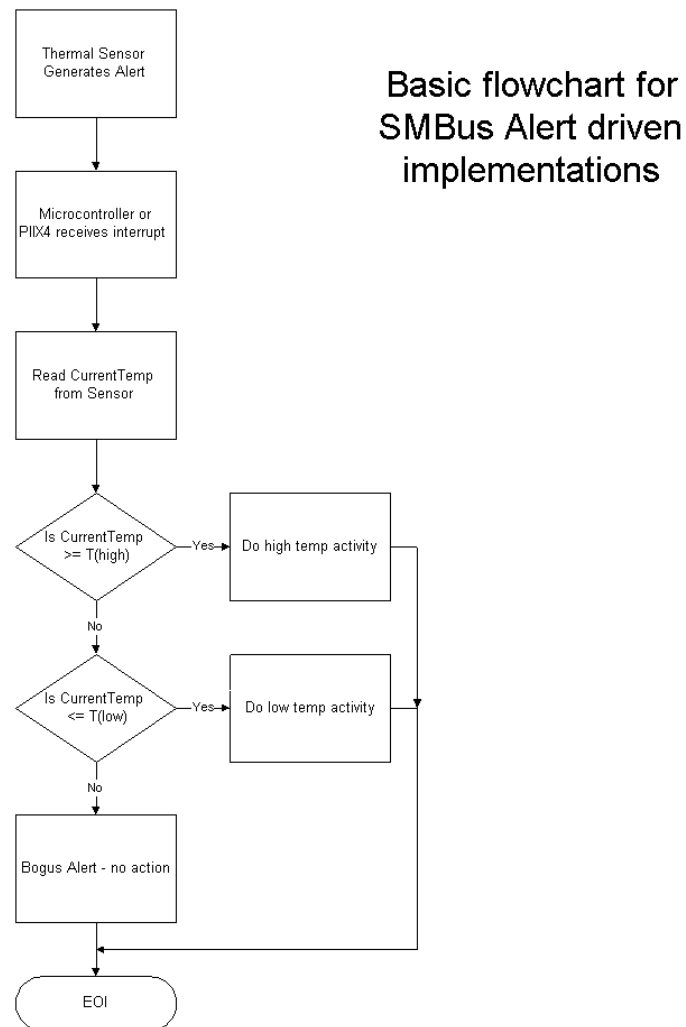 Basic flowchart for
SMBus Alert driven
implementations
Thermal Sensor
Generates Alert
Microcontroller or
PIIX4 receives interrupt
Read CurrentTemp
from Sensor
Is CurrentTemp
>= T(high)
Yes
Do high temp activity
No
Is CurrentTemp
<= T(low)
Yes
Do low temp activity
No
Bogus Alert - no action
EOI